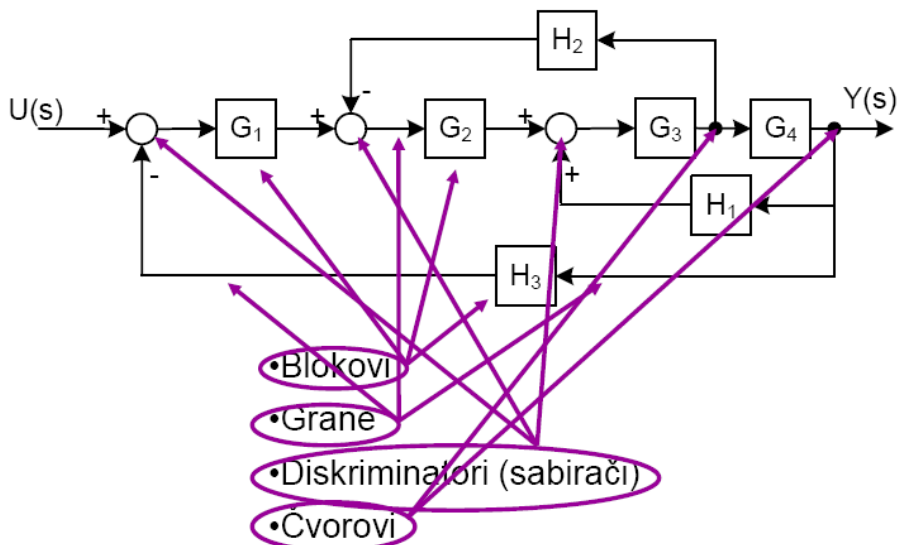 H₂
U(s) + G₁ + - G₂ + G₃ G₄ Y(s)
- + H₁
H₃
•Blokovi
•Grane
•Diskriminatori (sabirači)
•Čvorovi